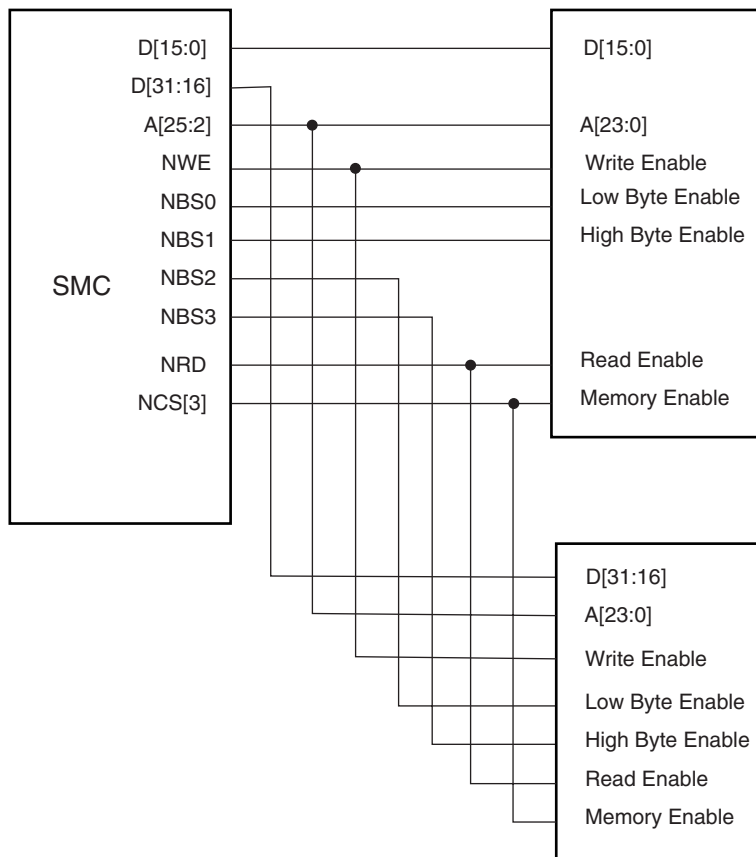 D[15:0]
D[31:16]
A[25:2]
NWE
NBS0
NBS1
NBS2
NBS3
NRD
NCS[3]
SMC
D[15:0]
A[23:0]
Write Enable
Low Byte Enable
High Byte Enable
Read Enable
Memory Enable
D[31:16]
A[23:0]
Write Enable
Low Byte Enable
High Byte Enable
Read Enable
Memory Enable